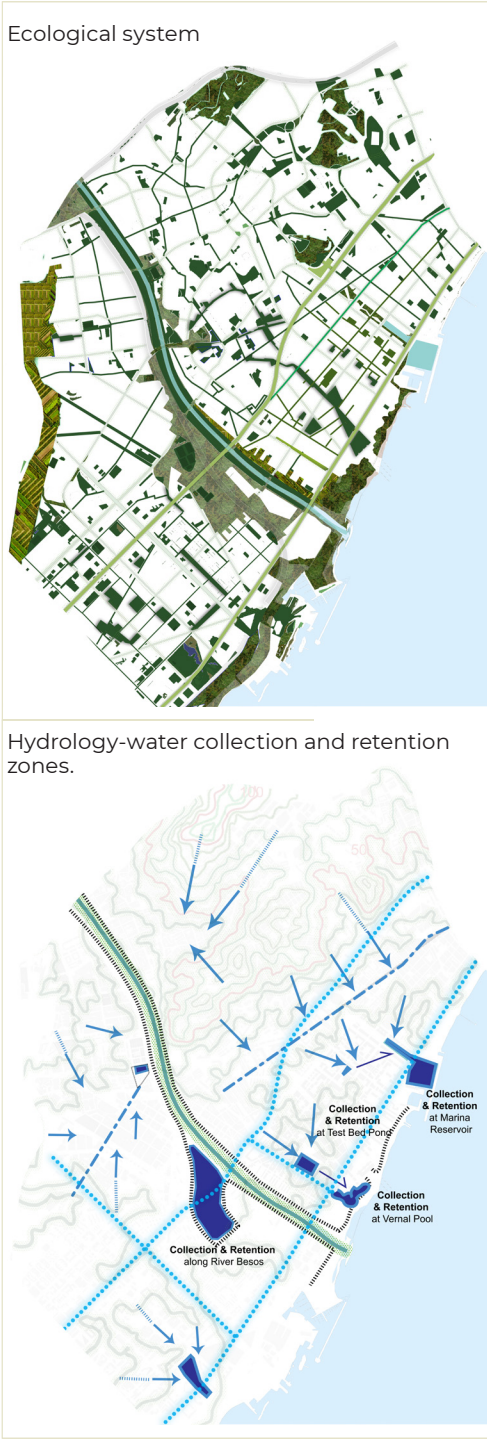 Ecological system
Hydrology-water collection and retention
zones.
50
Collection
& Retention
at Marina
Reservoir
Collection
& Retention
at Test Bed Pond
Collection
& Retention
at Vernal Pool
Collection & Retention
along River Besos